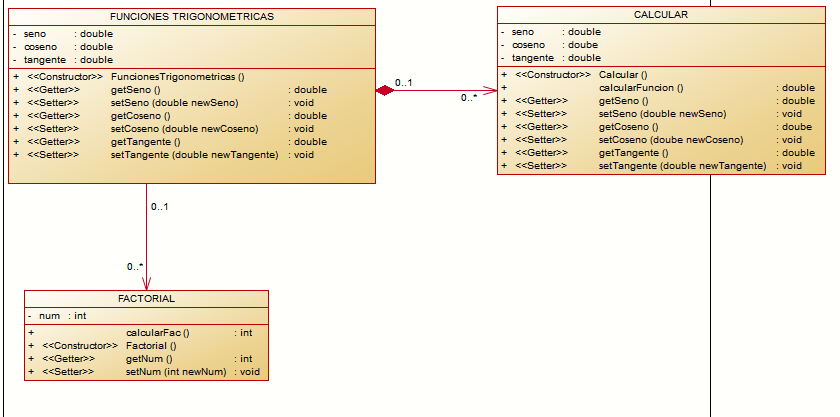 FUNCIONES TRIGONOMETRICAS
- seno : double
- coseno : double
- tangente : double
+ <<Constructor>> FuncionesTrigonometricas ()
+ <<Getter>> getSeno () : double
+ <<Setter>> setSeno (double newSeno) : void
+ <<Getter>> getCoseno () : double
+ <<Setter>> setCoseno (double newCoseno) : void
+ <<Getter>> getTangente () : double
+ <<Setter>> setTangente (double newTangente) : void
0..1
0..*
CALCULAR
- seno : double
- coseno : doube
- tangente : double
+ <<Constructor>> Calcular ()
+ calcularFuncion () : double
+ <<Getter>> getSeno () : double
+ <<Setter>> setSeno (double newSeno) : void
+ <<Getter>> getCoseno () : doube
+ <<Setter>> setCoseno (doube newCoseno) : void
+ <<Getter>> getTangente () : double
+ <<Setter>> setTangente (double newTangente) : void
0..1
0..*
FACTORIAL
- num : int
+ calcularFac () : int
+ <<Constructor>> Factorial ()
+ <<Getter>> getNum () : int
+ <<Setter>> setNum (int newNum) : void